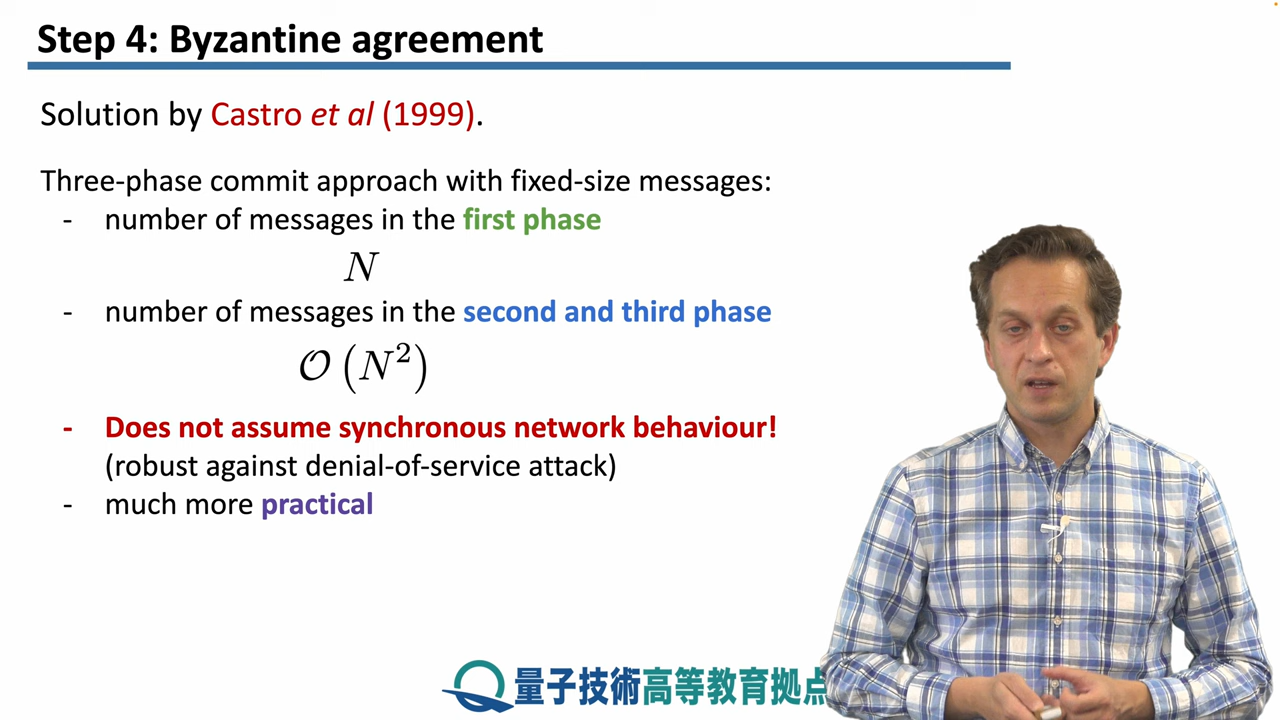 Step 4: Byzantine agreement
Solution by Castro et al (1999).
Three-phase commit approach with fixed-size messages:
- number of messages in the first phase
N
- number of messages in the second and third phase
O(N²)
- Does not assume synchronous network behaviour!
(robust against denial-of-service attack)
- much more practical
量子技術高等教育拠点